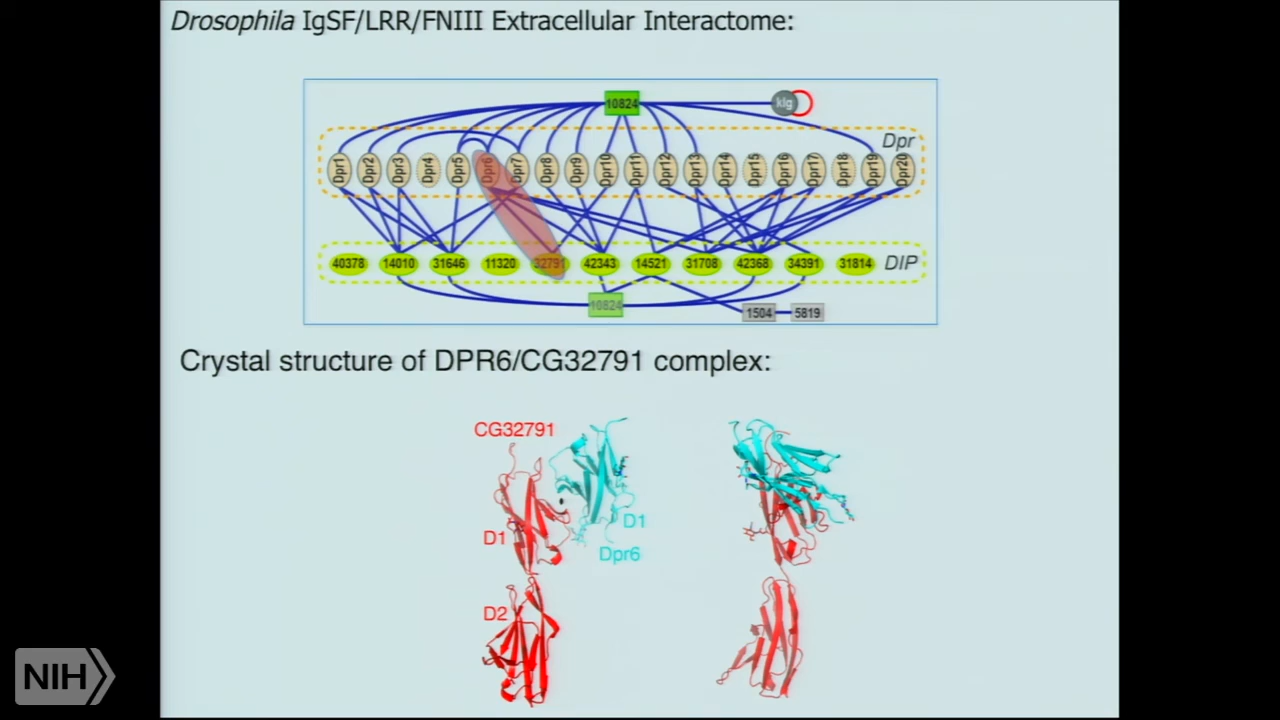 Drosophila IgSF/LRR/FNIII Extracellular Interactome:
10824
klg
Dpr
Dpr1 Dpr2 Dpr3 Dpr4 Dpr5 Dpr6 Dpr7 Dpr8 Dpr9 Dpr10 Dpr11 Dpr12 Dpr13 Dpr14 Dpr15 Dpr16 Dpr17 Dpr18 Dpr19 Dpr20
40378 14010 31646 11320 32791 42343 14521 31708 42368 34391 31814 DIP
10824
1504 5819
Crystal structure of DPR6/CG32791 complex:
CG32791
D1
D1
Dpr6
D2
NIH